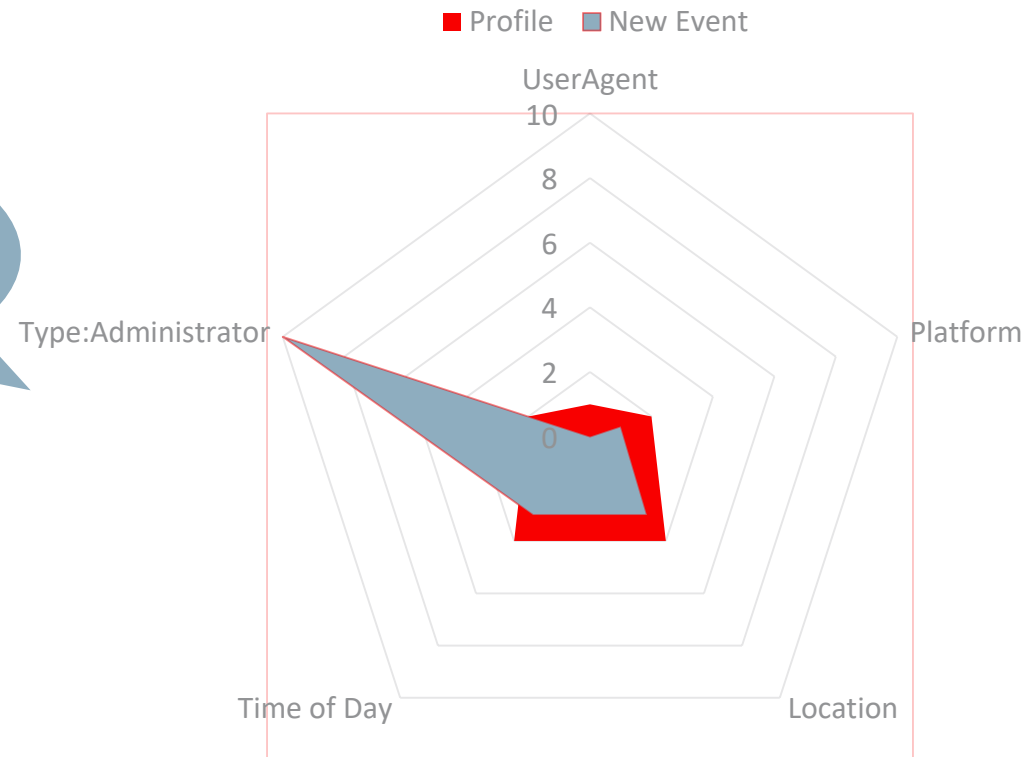 Profile New Event
UserAgent
10
8
6
4
2
0
Type:Administrator
Platform
Time of Day
Location